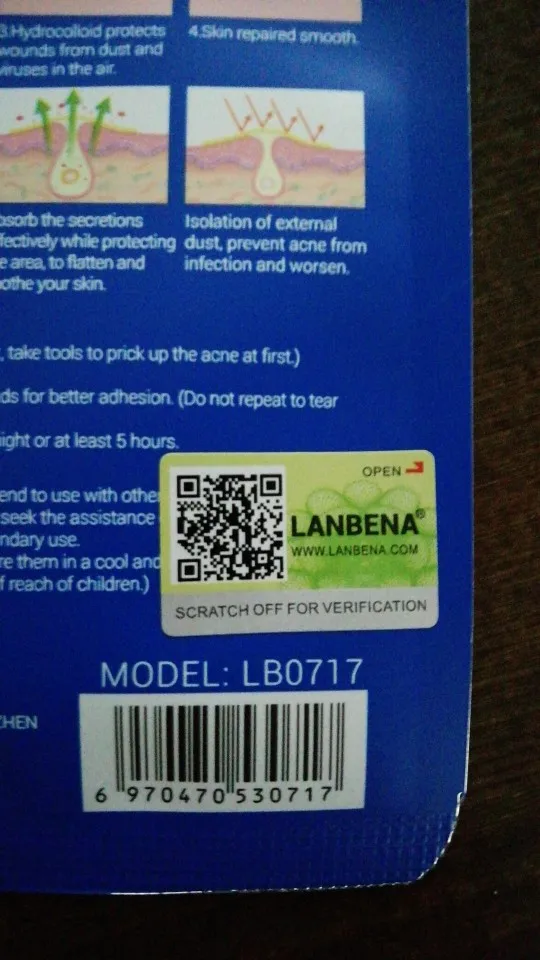 3.Hydrocolloid protects
wounds from dust and
viruses in the air.
4.Skin repaired smooth.
absorb the secretions
effectively while protecting
e area, to flatten and
oothe your skin.
Isolation of external
dust, prevent acne from
infection and worsen.
, take tools to prick up the acne at first.)
ds for better adhesion. (Do not repeat to tear
ight or at least 5 hours.
end to use with other
seek the assistance
ndary use.
re them in a cool and
f reach of children.)
OPEN
LANBENA®
WWW.LANBENA.COM
SCRATCH OFF FOR VERIFICATION
MODEL: LB0717
ZHEN
6 970470 530717